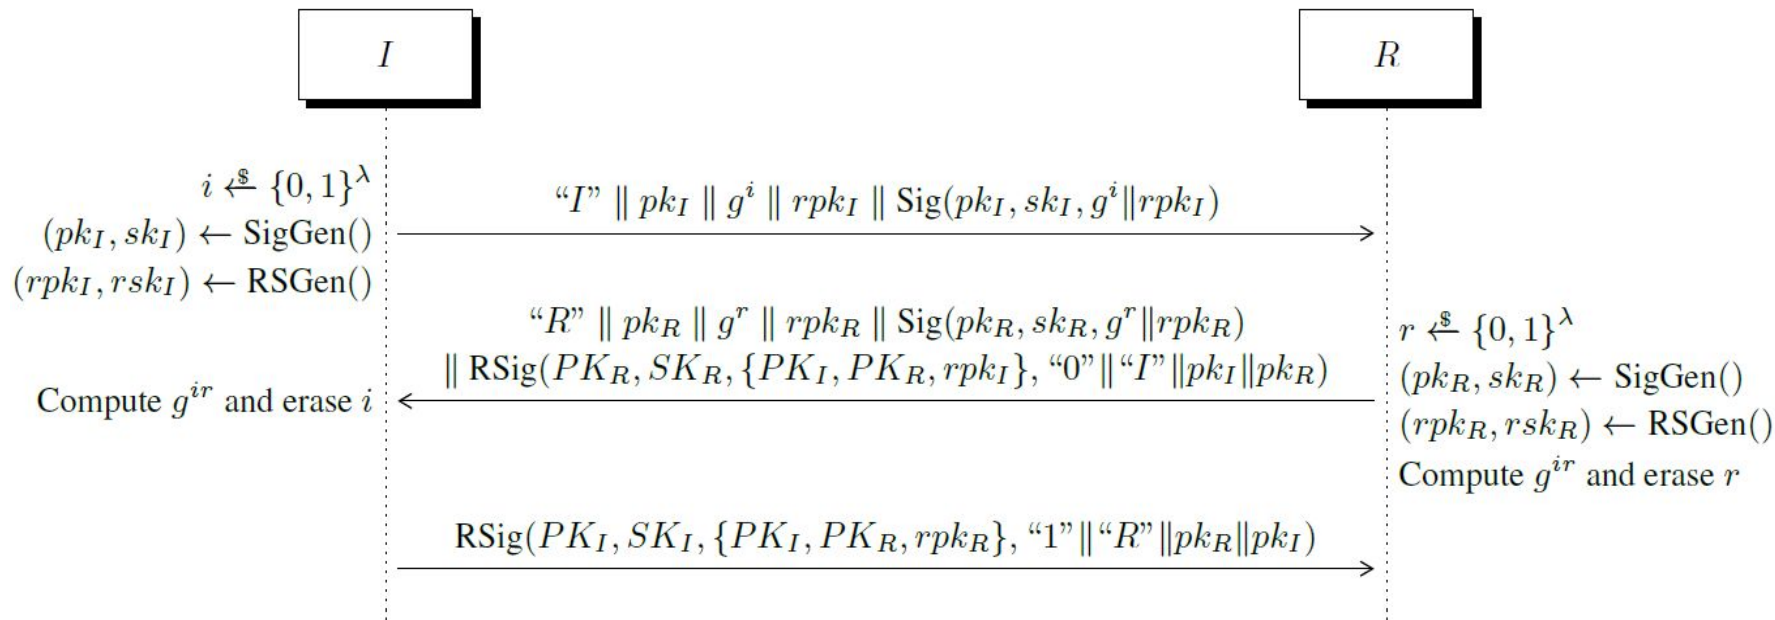 I
R
i ←$ {0, 1}^λ
(pk_I, sk_I) ← SigGen()
(rpk_I, rsk_I) ← RSGen()
“I” ∥ pk_I ∥ g^i ∥ rpk_I ∥ Sig(pk_I, sk_I, g^i∥rpk_I)
“R” ∥ pk_R ∥ g^r ∥ rpk_R ∥ Sig(pk_R, sk_R, g^r∥rpk_R)
∥ RSig(PK_R, SK_R, {PK_I, PK_R, rpk_I}, “0”∥“I”∥pk_I∥pk_R)
r ←$ {0, 1}^λ
(pk_R, sk_R) ← SigGen()
(rpk_R, rsk_R) ← RSGen()
Compute g^{ir} and erase r
Compute g^{ir} and erase i
RSig(PK_I, SK_I, {PK_I, PK_R, rpk_R}, “1”∥“R”∥pk_R∥pk_I)